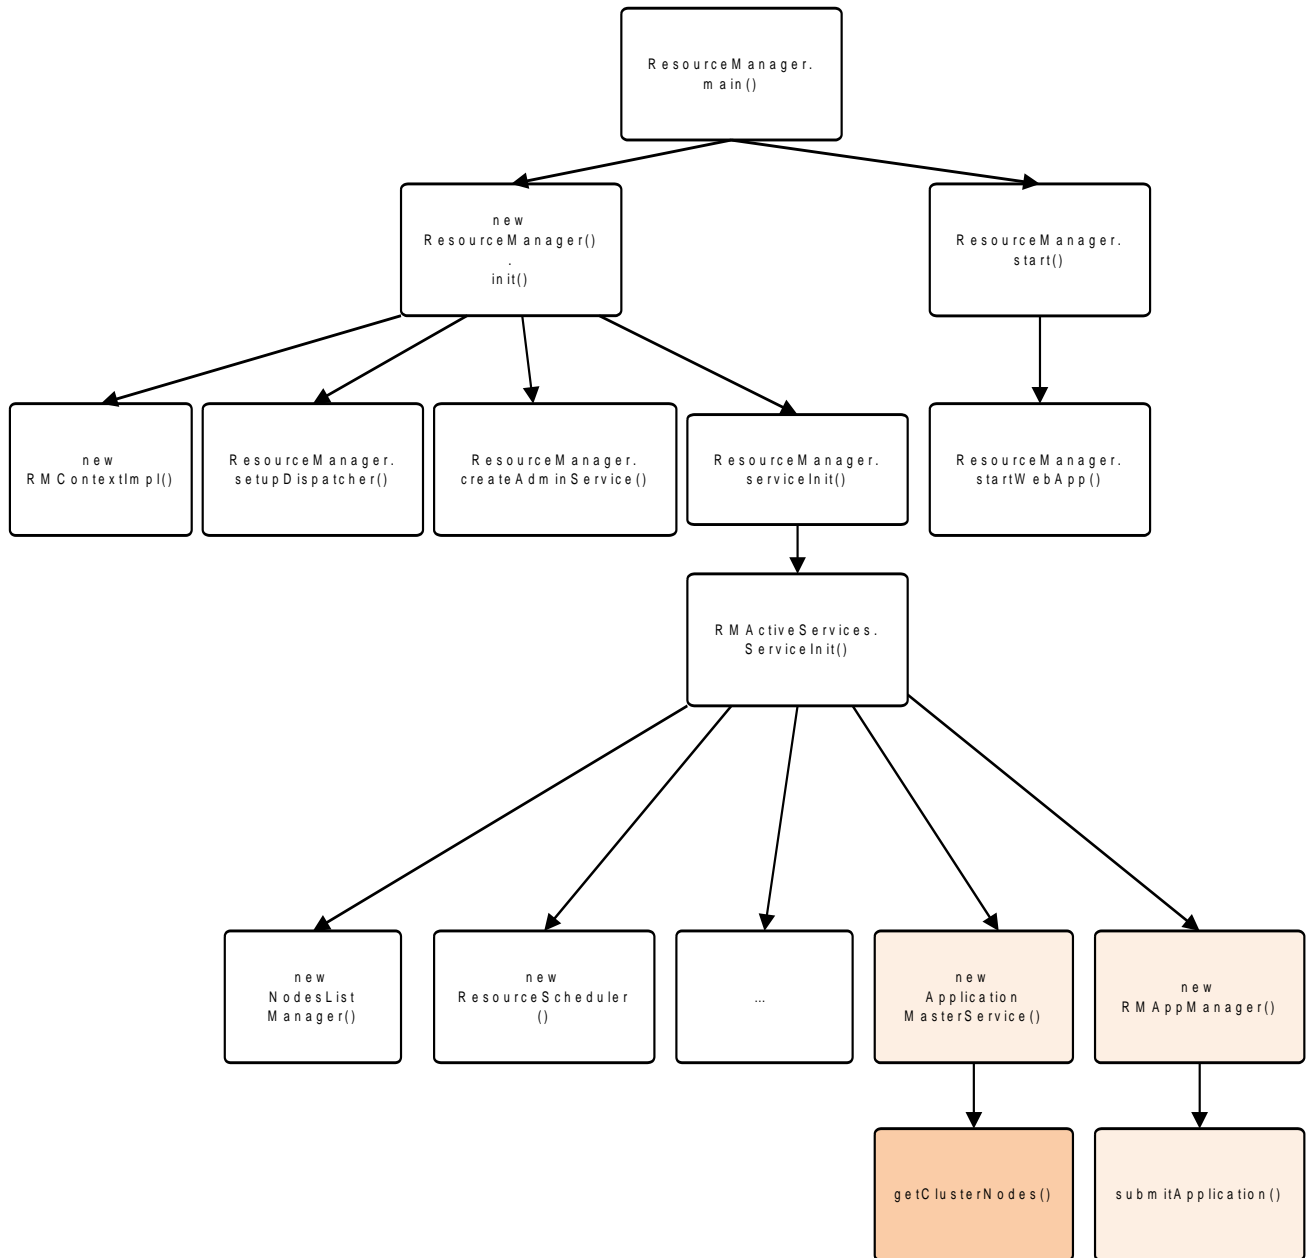 ResourceManager.
main()
new
ResourceManager()
.
init()
ResourceManager.
start()
new
RMContextImpl()
ResourceManager.
setupDispatcher()
ResourceManager.
createAdminService()
ResourceManager.
serviceInit()
ResourceManager.
startWebApp()
RMActiveServices.
ServiceInit()
new
NodesList
Manager()
new
ResourceScheduler
()
...
new
Application
MasterService()
new
RMAppManager()
getClusterNodes()
submitApplication()